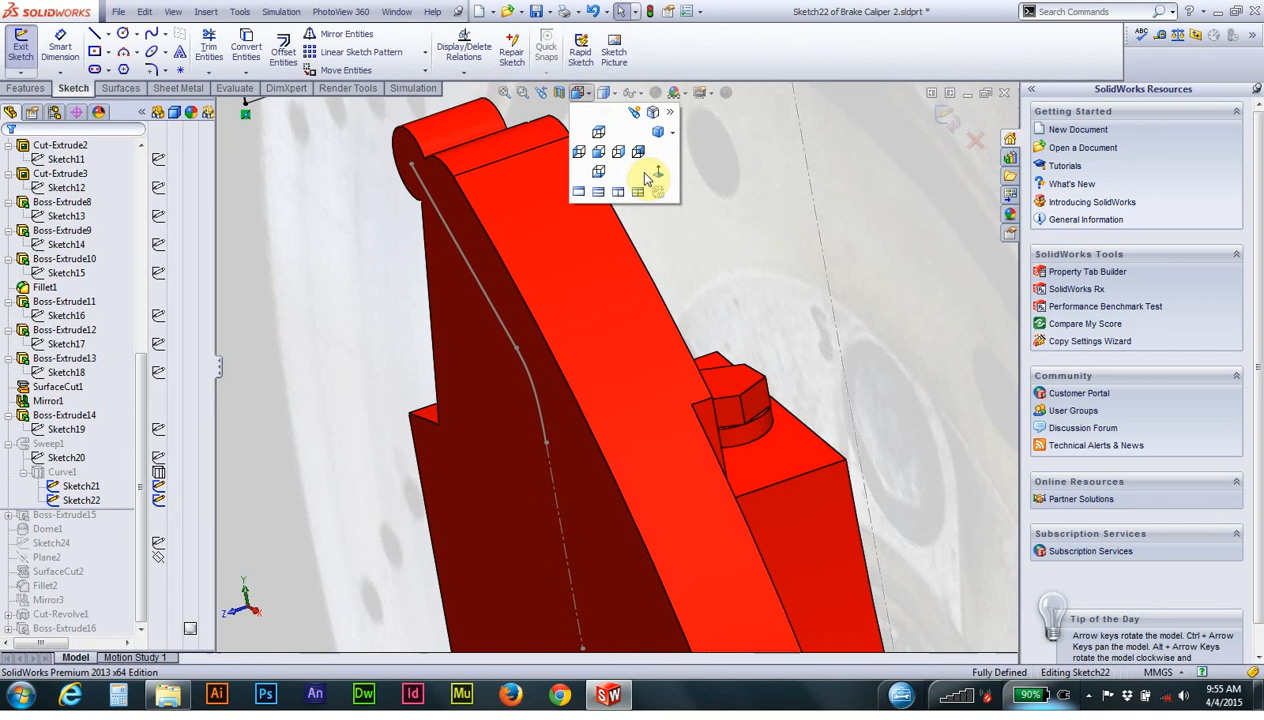 SOLIDWORKS File Edit View Insert Tools Simulation PhotoView 360 Window Help Sketch22 of Brake Caliper 2.sldprt * Search Commands
Exit Sketch
Smart Dimension
Trim Entities
Convert Entities
Offset Entities
Mirror Entities
Linear Sketch Pattern
Move Entities
Display/Delete Relations
Repair Sketch
Quick Snaps
Rapid Sketch
Sketch Picture
Features Sketch Surfaces Sheet Metal Evaluate DimXpert Render Tools Simulation
Cut-Extrude2
Sketch11
Cut-Extrude3
Sketch12
Boss-Extrude8
Sketch13
Boss-Extrude9
Sketch14
Boss-Extrude10
Sketch15
Fillet1
Boss-Extrude11
Sketch16
Boss-Extrude12
Sketch17
Boss-Extrude13
Sketch18
SurfaceCut1
Mirror1
Boss-Extrude14
Sketch19
Sweep1
Sketch20
Curve1
Sketch21
Sketch22
Boss-Extrude15
Dome1
Sketch24
Plane2
SurfaceCut2
Fillet2
Mirror3
Cut-Revolve1
Boss-Extrude16
Y
Z
X
SolidWorks Resources
Getting Started
New Document
Open a Document
Tutorials
What's New
Introducing SolidWorks
General Information
SolidWorks Tools
Property Tab Builder
SolidWorks Rx
Performance Benchmark Test
Compare My Score
Copy Settings Wizard
Community
Customer Portal
User Groups
Discussion Forum
Technical Alerts & News
Online Resources
Partner Solutions
Subscription Services
Subscription Services
Tip of the Day
Arrow keys rotate the model. Ctrl + Arrow
Keys pan the model. Alt + Arrow Keys
rotate the model clockwise and
Model Motion Study 1
SolidWorks Premium 2013 x64 Edition Fully Defined Editing Sketch22 MMGS
Ai Ps An Dw Id Mu SW 90% 9:55 AM
4/4/2015